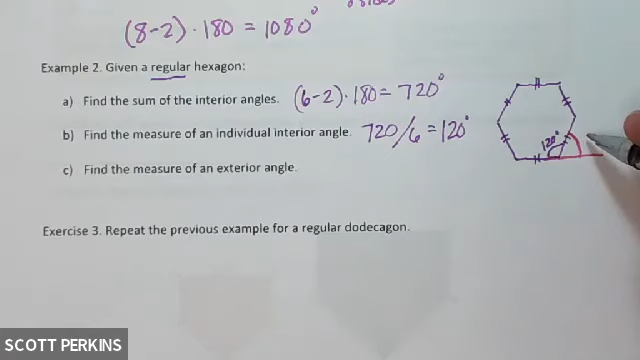 (8-2)·180 = 1080°
Example 2. Given a regular hexagon:
a) Find the sum of the interior angles. (6-2)·180 = 720°
b) Find the measure of an individual interior angle. 720/6 = 120°
120°
c) Find the measure of an exterior angle.
Exercise 3. Repeat the previous example for a regular dodecagon.
SCOTT PERKINS